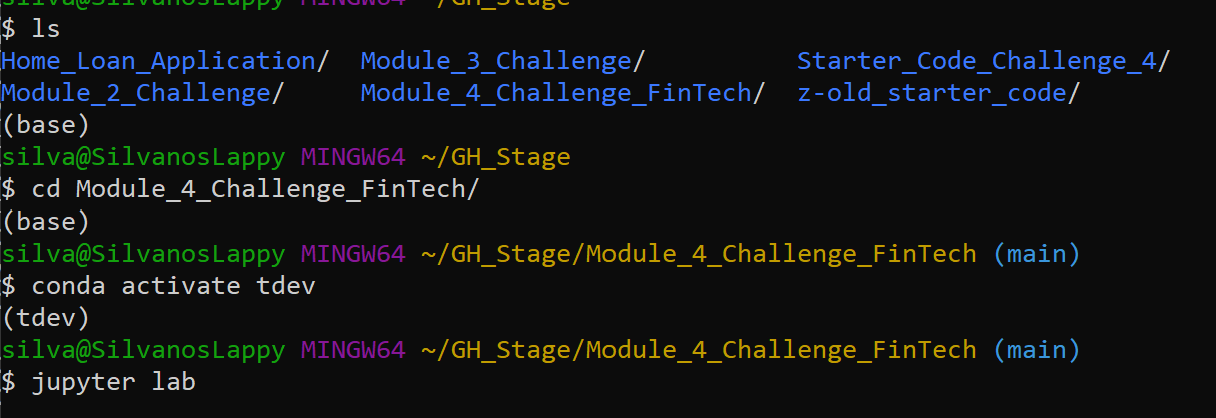 silva@SilvanosLappy MINGW64 ~/GH_Stage
$ ls
Home_Loan_Application/  Module_3_Challenge/          Starter_Code_Challenge_4/
Module_2_Challenge/     Module_4_Challenge_FinTech/  z-old_starter_code/
(base)
silva@SilvanosLappy MINGW64 ~/GH_Stage
$ cd Module_4_Challenge_FinTech/
(base)
silva@SilvanosLappy MINGW64 ~/GH_Stage/Module_4_Challenge_FinTech (main)
$ conda activate tdev
(tdev)
silva@SilvanosLappy MINGW64 ~/GH_Stage/Module_4_Challenge_FinTech (main)
$ jupyter lab